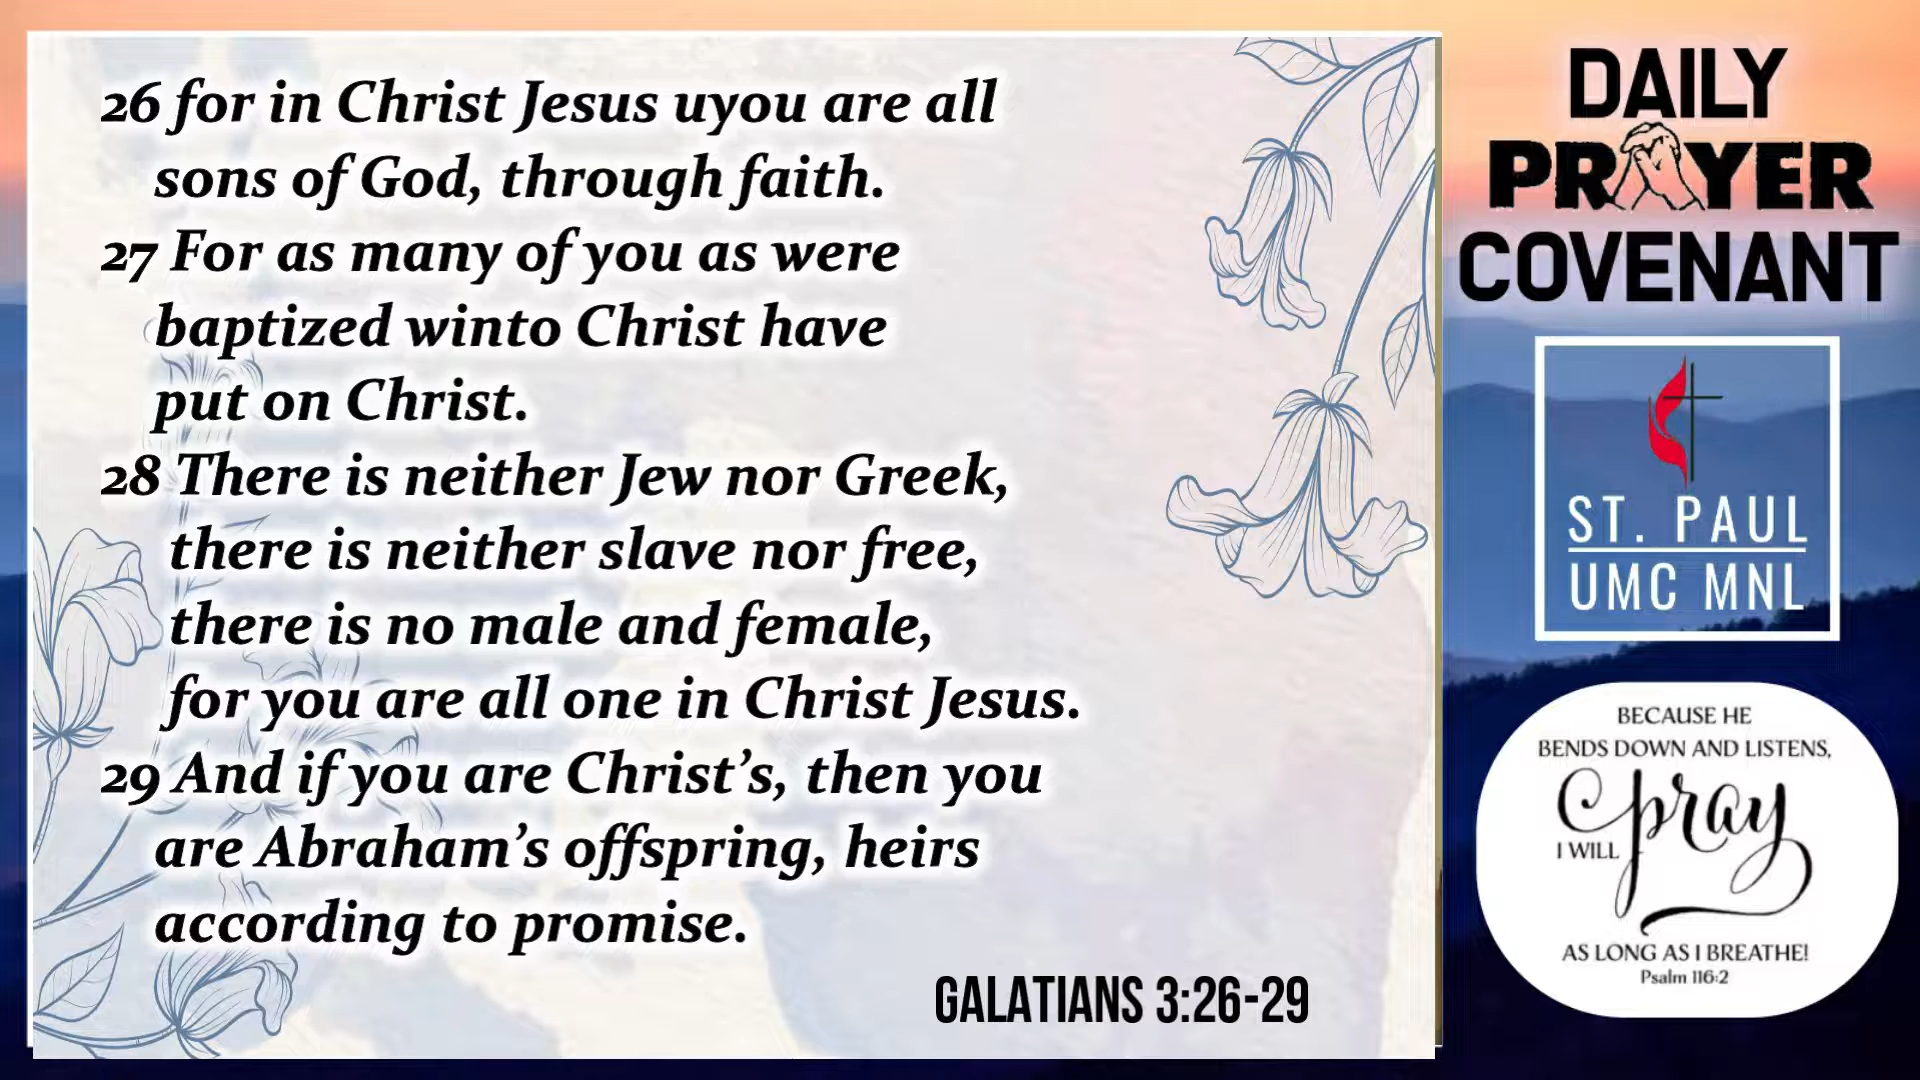 26 for in Christ Jesus uyou are all
sons of God, through faith.
27 For as many of you as were
baptized winto Christ have
put on Christ.
28 There is neither Jew nor Greek,
there is neither slave nor free,
there is no male and female,
for you are all one in Christ Jesus.
29 And if you are Christ’s, then you
are Abraham’s offspring, heirs
according to promise.
GALATIANS 3:26-29
DAILY
PRAYER
COVENANT
ST. PAUL
UMC MNL
BECAUSE HE
BENDS DOWN AND LISTENS,
I WILL pray
AS LONG AS I BREATHE!
Psalm 116:2